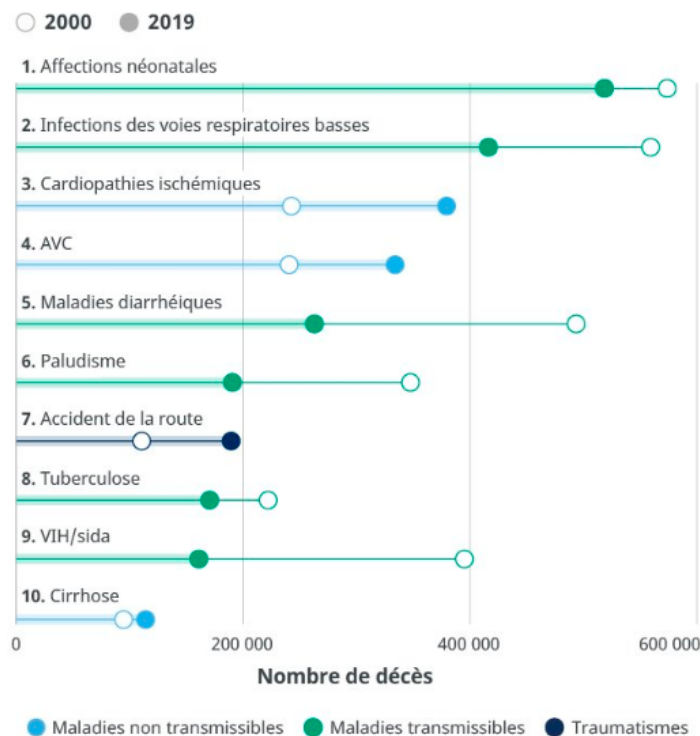 2000 2019
1. Affections néonatales
2. Infections des voies respiratoires basses
3. Cardiopathies ischémiques
4. AVC
5. Maladies diarrhéiques
6. Paludisme
7. Accident de la route
8. Tuberculose
9. VIH/sida
10. Cirrhose
0 200 000 400 000 600 000
Nombre de décès
Maladies non transmissibles Maladies transmissibles Traumatismes